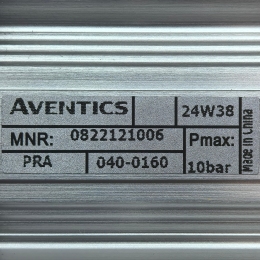 AVENTICS 24W38
MNR: 0822121006 Pmax:
PRA 040-0160 10bar
Made in China